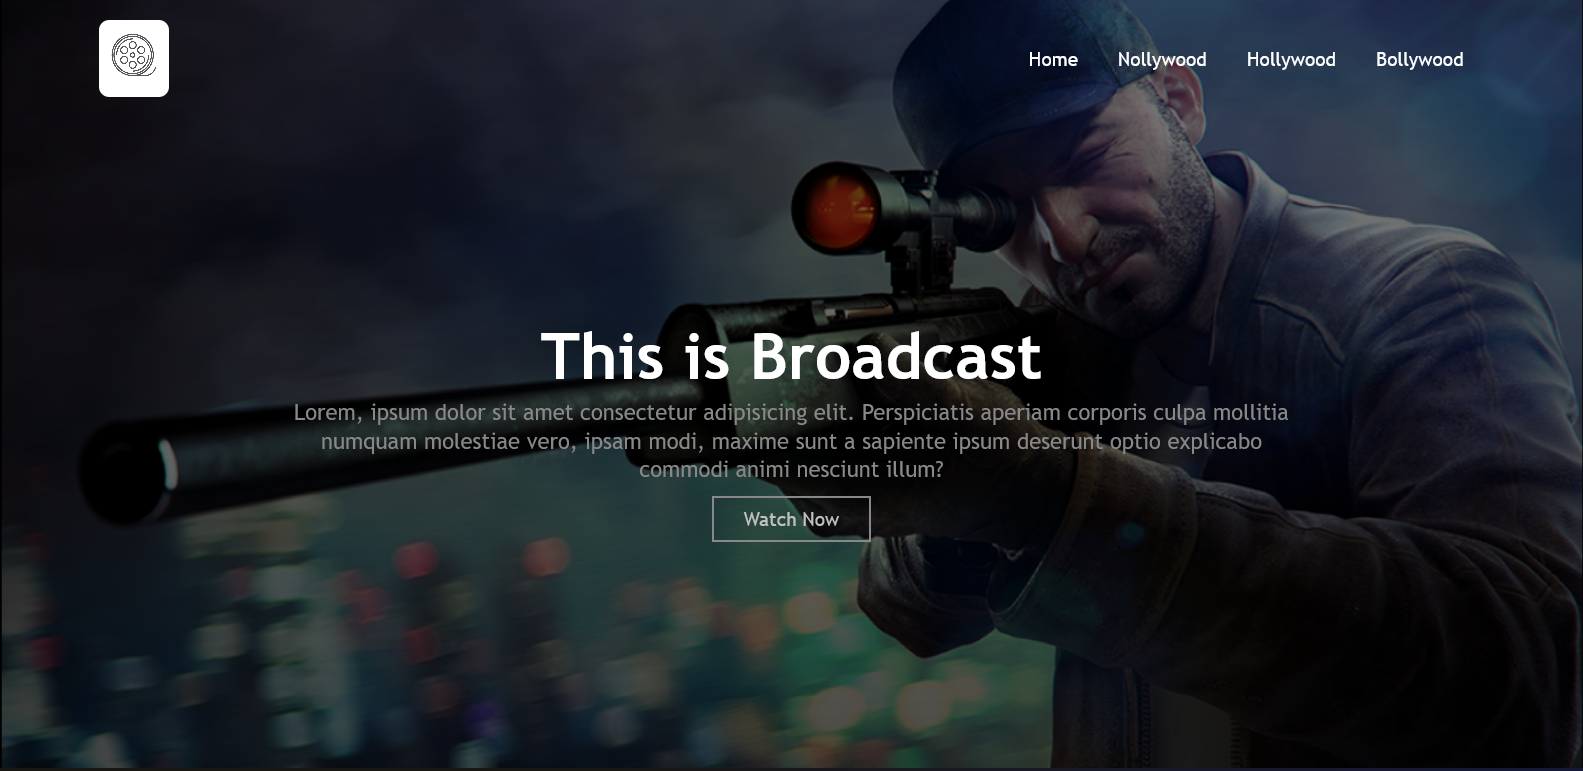 Home Nollywood Hollywood Bollywood
This is Broadcast
Lorem, ipsum dolor sit amet consectetur adipisicing elit. Perspiciatis aperiam corporis culpa mollitia
numquam molestiae vero, ipsam modi, maxime sunt a sapiente ipsum deserunt optio explicabo
commodi animi nesciunt illum?
Watch Now